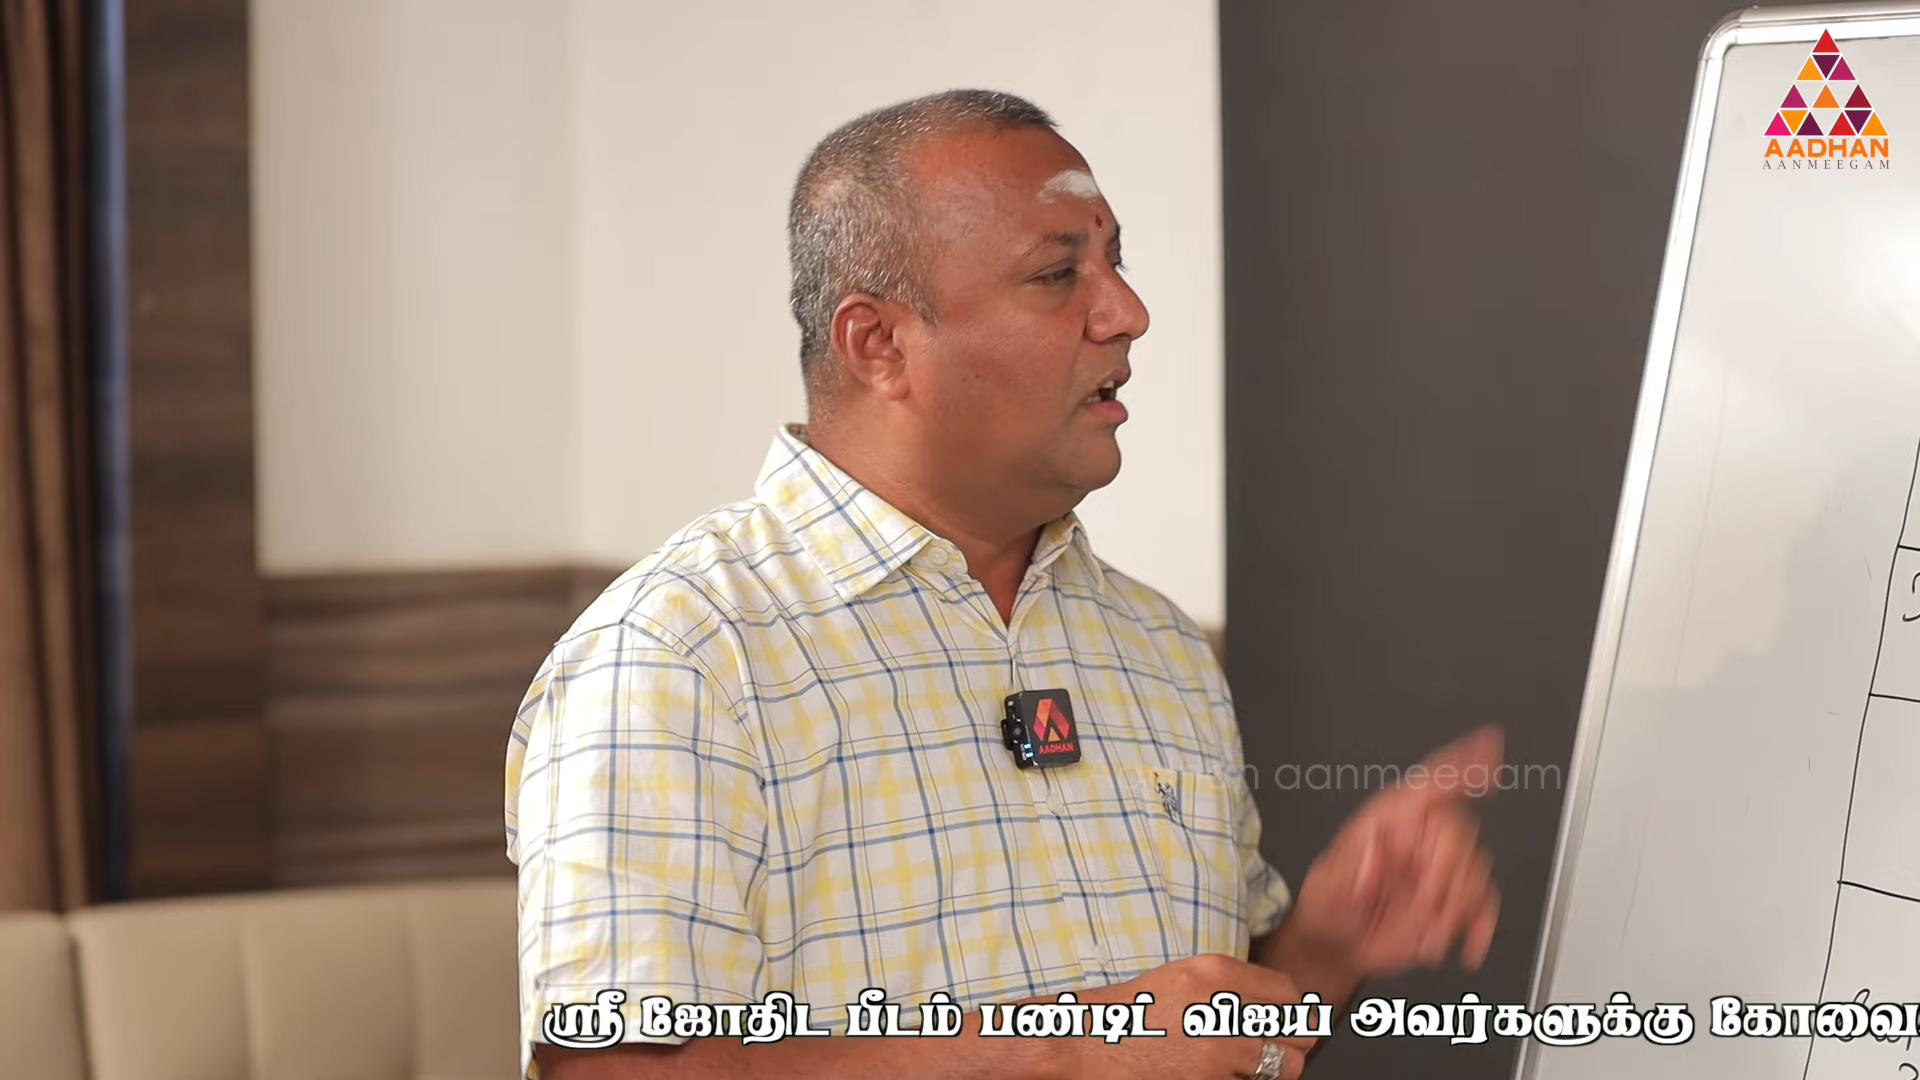 AADHAN
AANMEEGAM
AADHAN
aanmeegam
ஸ்ரீ ஜோதிட பீடம் பண்டிட் விஜய் அவர்களுக்கு கோவை